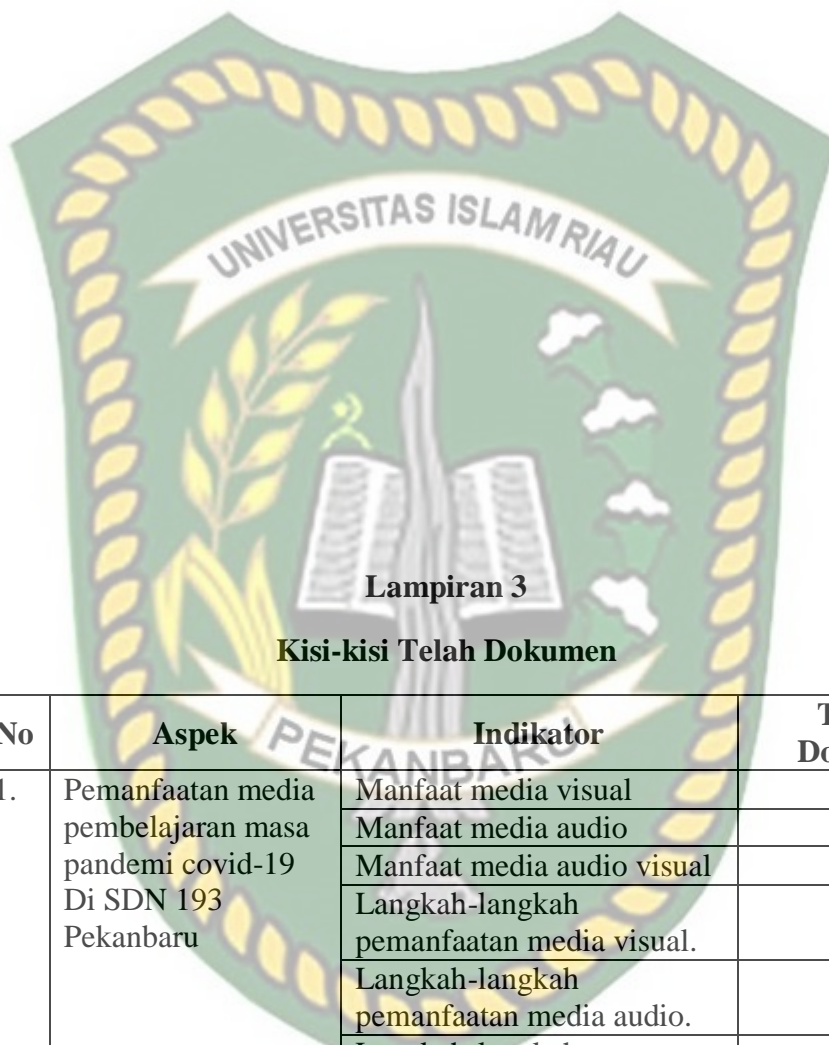 UNIVERSITAS ISLAM RIAU
Lampiran 3
Kisi-kisi Telah Dokumen
No
Aspek
Indikator
1.
Pemanfaatan media
pembelajaran masa
pandemi covid-19
Di SDN 193
Pekanbaru
Manfaat media visual
Manfaat media audio
Manfaat media audio visual
Langkah-langkah
pemanfaatan media visual.
Langkah-langkah
pemanfaatan media audio.
PEKANBARU